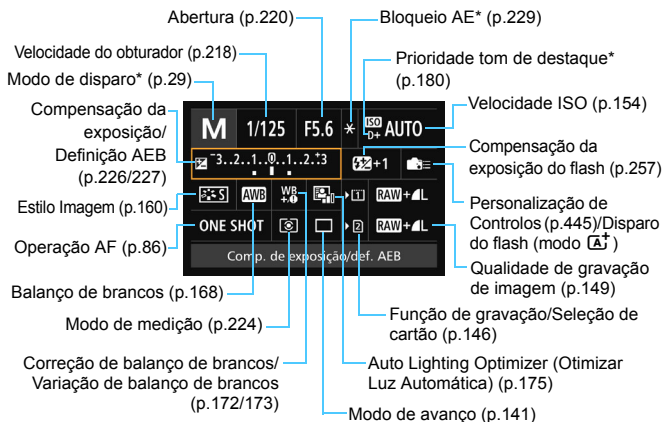 Abertura (p.220)
Bloqueio AE* (p.229)
Velocidade do obturador (p.218)
Prioridade tom de destaque*
(p.180)
Modo de disparo* (p.29)
Velocidade ISO (p.154)
Compensação da
exposição/
Definição AEB
(p.226/227)
M 1/125 F5.6 * ISO D+ AUTO
Compensação da
exposição do flash (p.257)
-3..2..1..0..1..2.+3 +1
Estilo Imagem (p.160)
S AWB WB +/- 1 RAW+L
Personalização de
Controlos (p.445)/Disparo
do flash (modo A+)
Operação AF (p.86)
ONE SHOT 2 RAW+L
Comp. de exposição/def. AEB
Qualidade de gravação
de imagem (p.149)
Balanço de brancos (p.168)
Modo de medição (p.224)
Função de gravação/Seleção de
cartão (p.146)
Correção de balanço de brancos/
Variação de balanço de brancos
(p.172/173)
Auto Lighting Optimizer (Otimizar
Luz Automática) (p.175)
Modo de avanço (p.141)